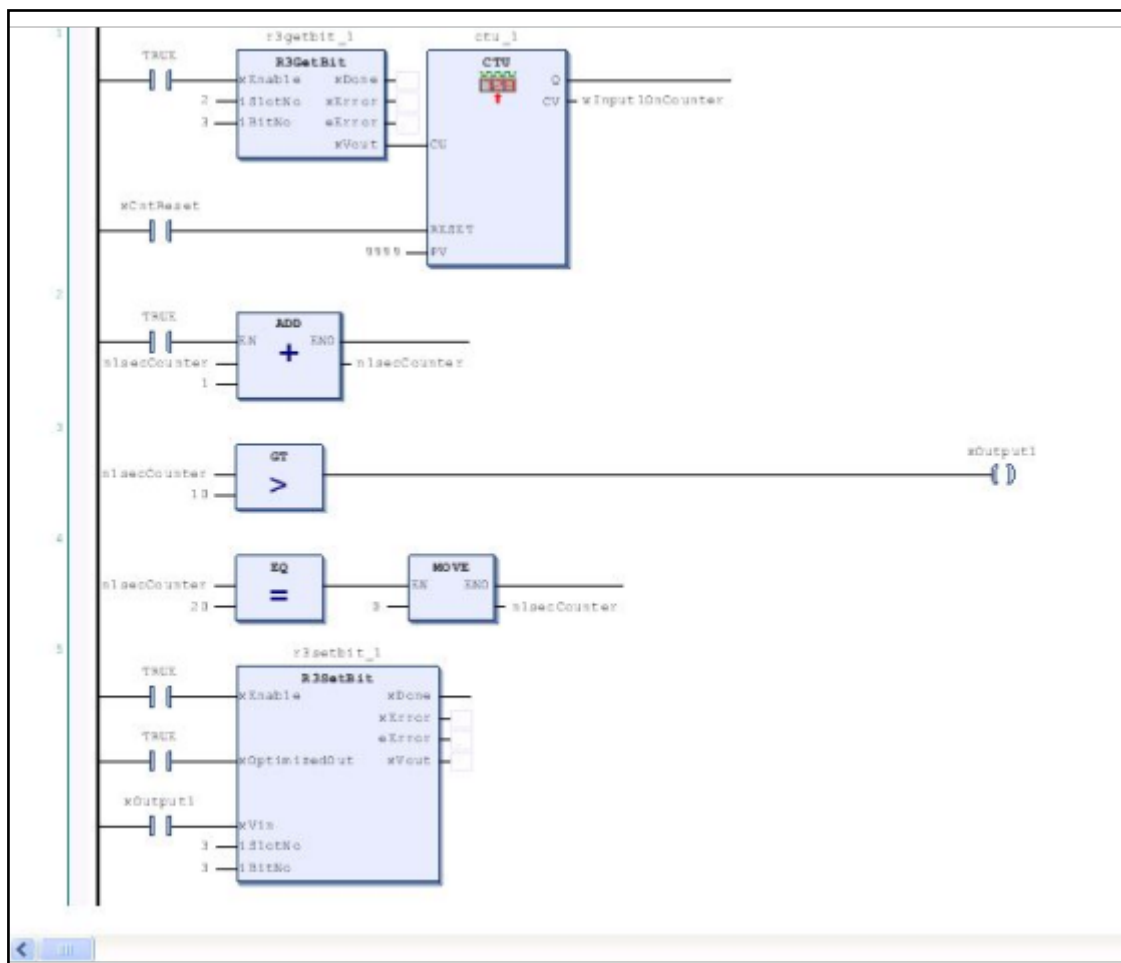 1
r3getbit_1 ctu_1
TRUE R3GetBit CTU
xEnable xDone Q
2 iSlotNo xError CV wInput1OnCounter
3 iBitNo eError
xVout CU
xCntReset
RESET
9999 PV
2
TRUE ADD
EN ENO
n1secCounter + n1secCounter
1
3
GT xOutput1
n1secCounter >
10
4
EQ MOVE
n1secCounter = EN ENO
20 0 n1secCounter
5
r3setbit_1
TRUE R3SetBit
xEnable xDone
xError
TRUE eError
xOptimizedOut xVout
xOutput1
xVin
3 iSlotNo
3 iBitNo